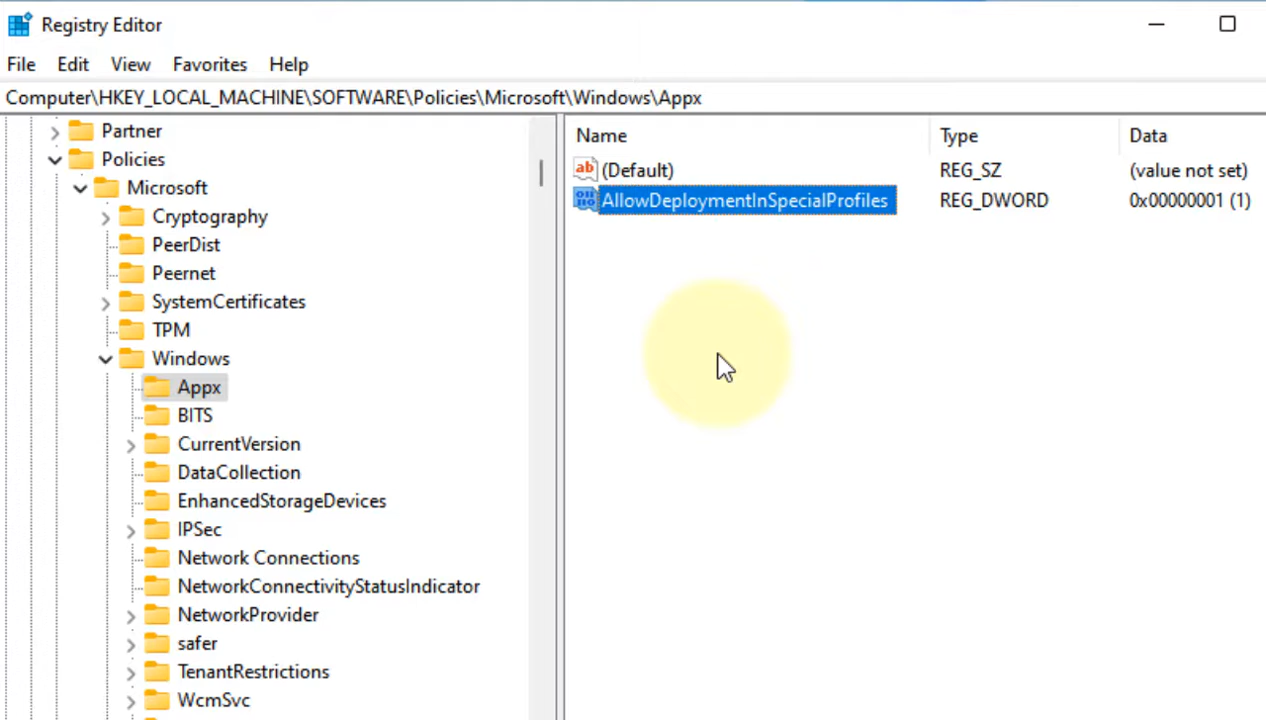 Registry Editor
File Edit View Favorites Help
Computer\HKEY_LOCAL_MACHINE\SOFTWARE\Policies\Microsoft\Windows\Appx
Partner
Policies
Microsoft
Cryptography
PeerDist
Peernet
SystemCertificates
TPM
Windows
Appx
BITS
CurrentVersion
DataCollection
EnhancedStorageDevices
IPSec
Network Connections
NetworkConnectivityStatusIndicator
NetworkProvider
safer
TenantRestrictions
WcmSvc
Name Type Data
ab (Default) REG_SZ (value not set)
AllowDeploymentInSpecialProfiles REG_DWORD 0x00000001 (1)